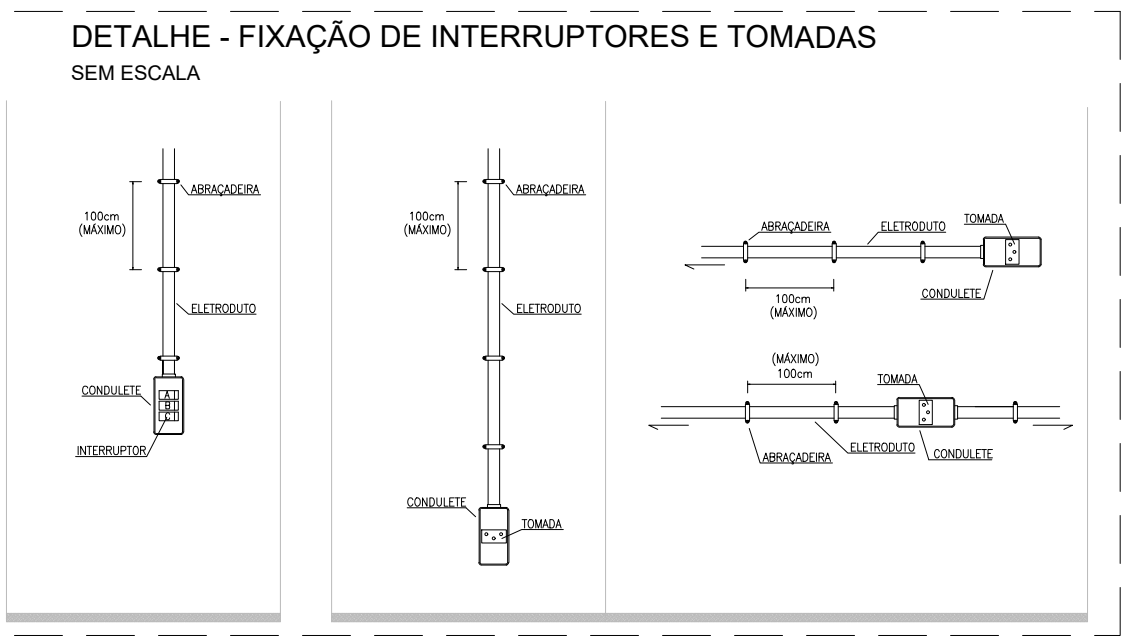 DETALHE - FIXAÇÃO DE INTERRUPTORES E TOMADAS
SEM ESCALA
ABRAÇADEIRA
100cm
(MÁXIMO)
ELETRODUTO
CONDULETE
A
B
C
INTERRUPTOR
ABRAÇADEIRA
100cm
(MÁXIMO)
ELETRODUTO
CONDULETE
TOMADA
ABRAÇADEIRA
ELETRODUTO
TOMADA
CONDULETE
100cm
(MÁXIMO)
(MÁXIMO)
100cm
TOMADA
ABRAÇADEIRA
ELETRODUTO
CONDULETE